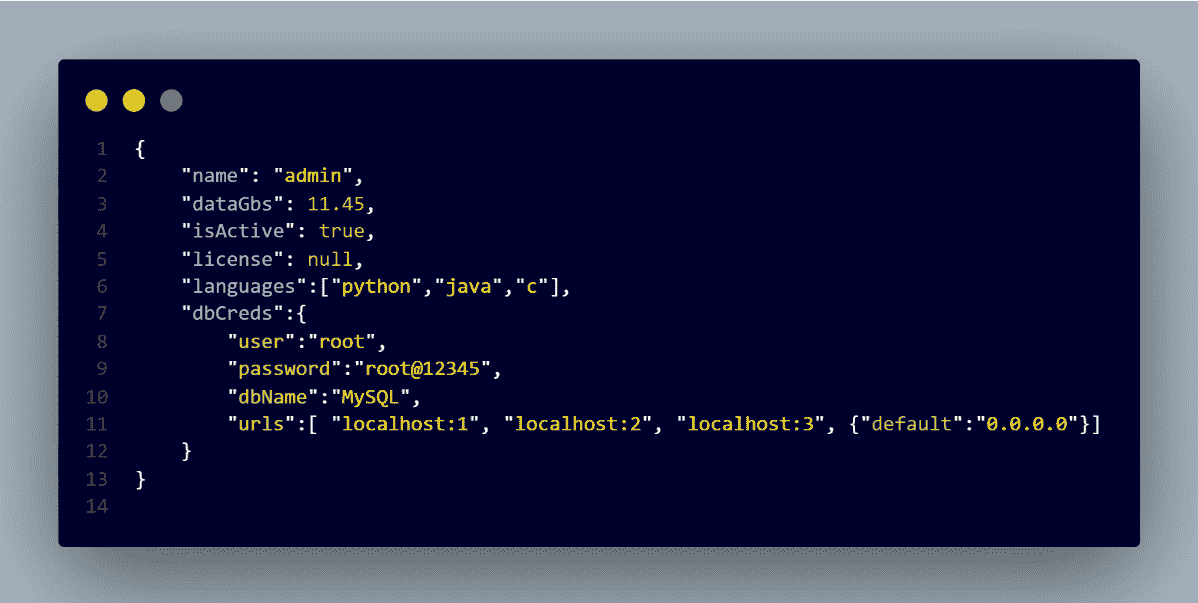 1 {
2 "name": "admin",
3 "dataGbs": 11.45,
4 "isActive": true,
5 "license": null,
6 "languages":["python","java","c"],
7 "dbCreds":{
8 "user":"root",
9 "password":"root@12345",
10 "dbName":"MySQL",
11 "urls":[ "localhost:1", "localhost:2", "localhost:3", {"default":"0.0.0.0"}]
12 }
13 }
14